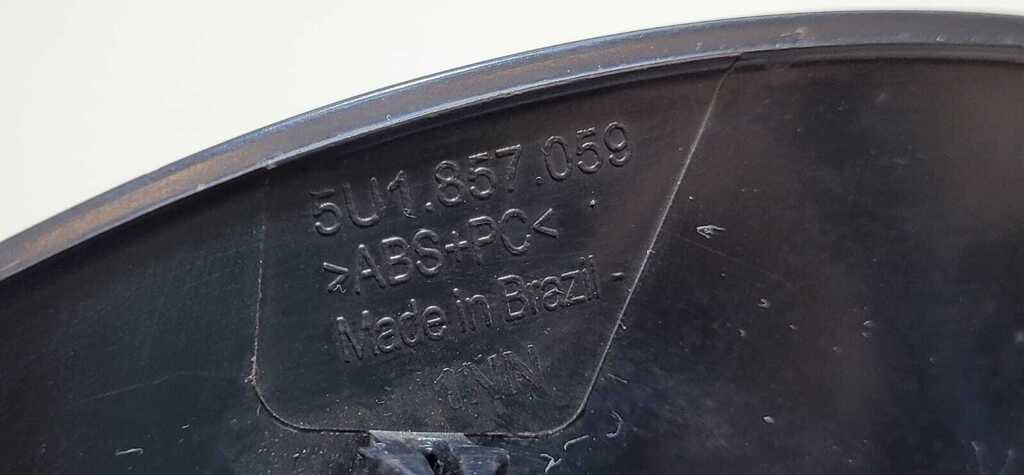 5U1.857.059
>ABS+PC<
Made in Brazil -